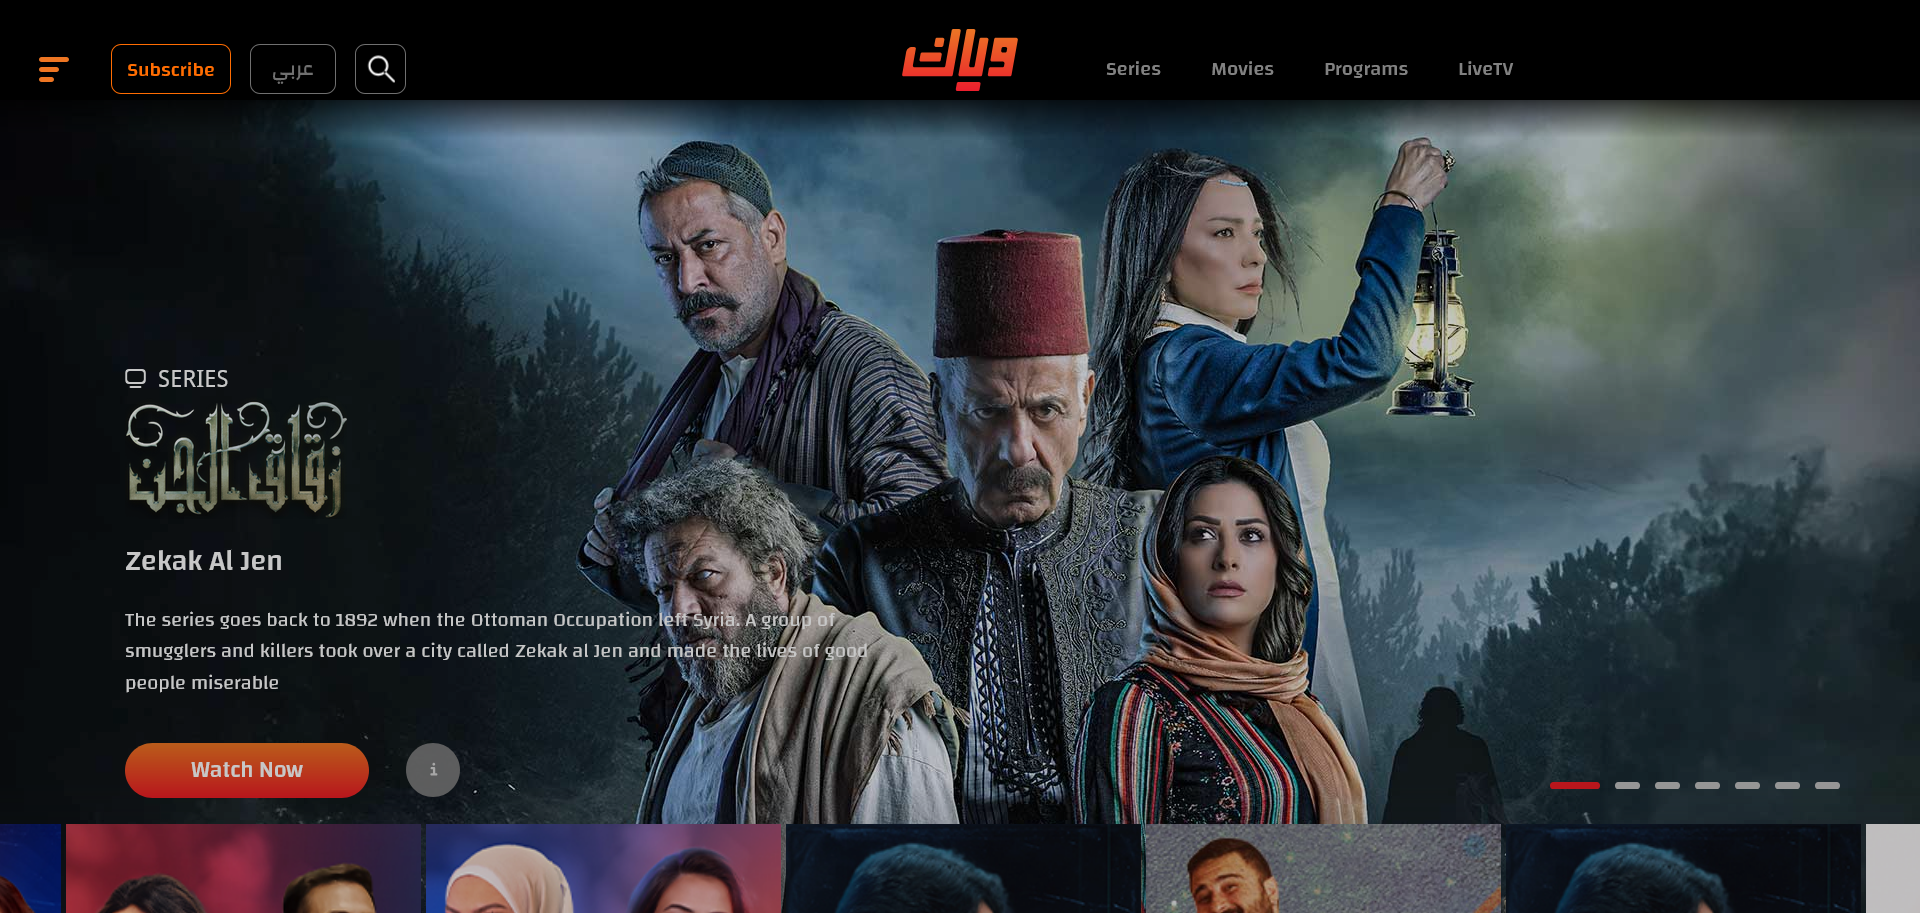 Subscribe
عربي
وياك
Series
Movies
Programs
LiveTV
SERIES
زقاق الجن
Zekak Al Jen
The series goes back to 1892 when the Ottoman Occupation left Syria. A group of
smugglers and killers took over a city called Zekak al Jen and made the lives of good
people miserable
Watch Now
i